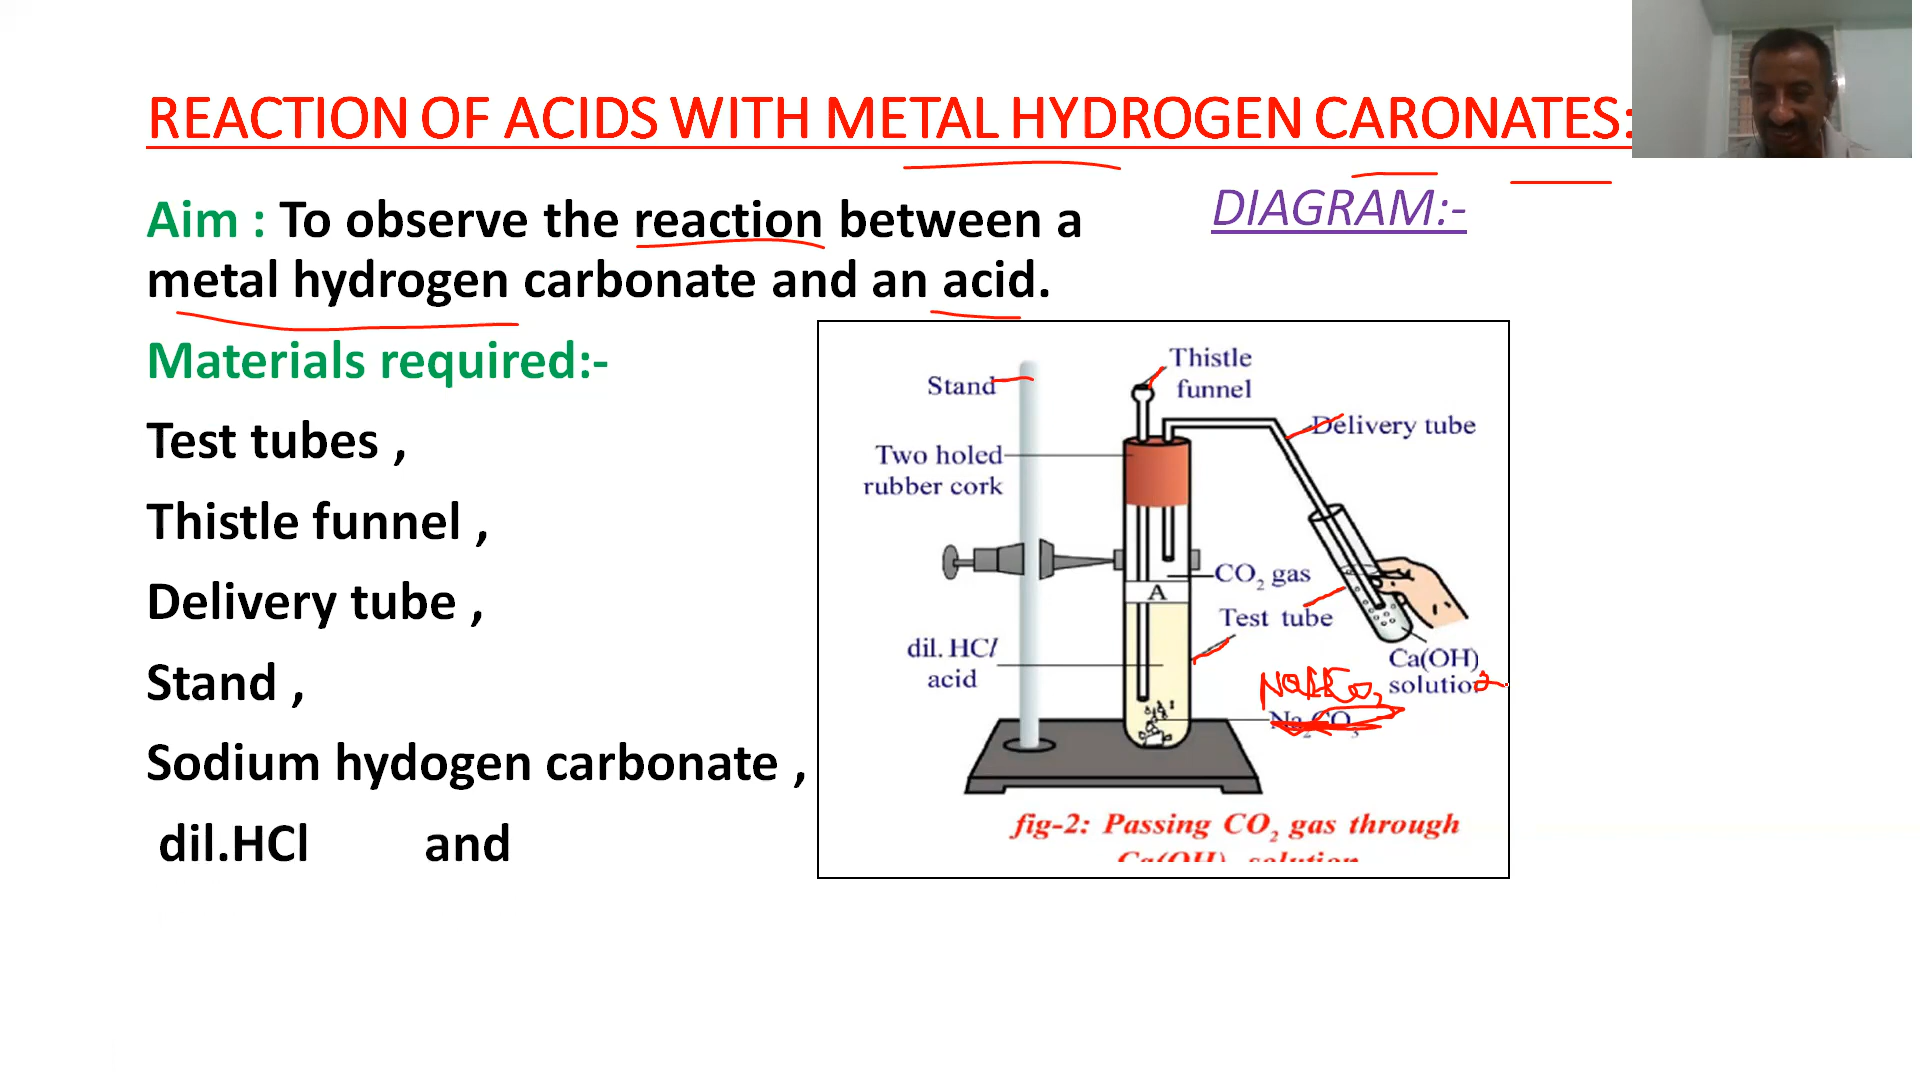 REACTION OF ACIDS WITH METAL HYDROGEN CARONATES:
Aim : To observe the reaction between a
metal hydrogen carbonate and an acid.
Materials required:-
Test tubes ,
Thistle funnel ,
Delivery tube ,
Stand ,
Sodium hydogen carbonate ,
dil.HCl and
DIAGRAM:-
Stand
Thistle
funnel
Delivery tube
Two holed
rubber cork
CO₂ gas
A
Test tube
dil. HCl
acid
Ca(OH)
solution
2
NaHCO₃
Na₂CO₃
fig-2: Passing CO₂ gas through
Ca(OH) solution